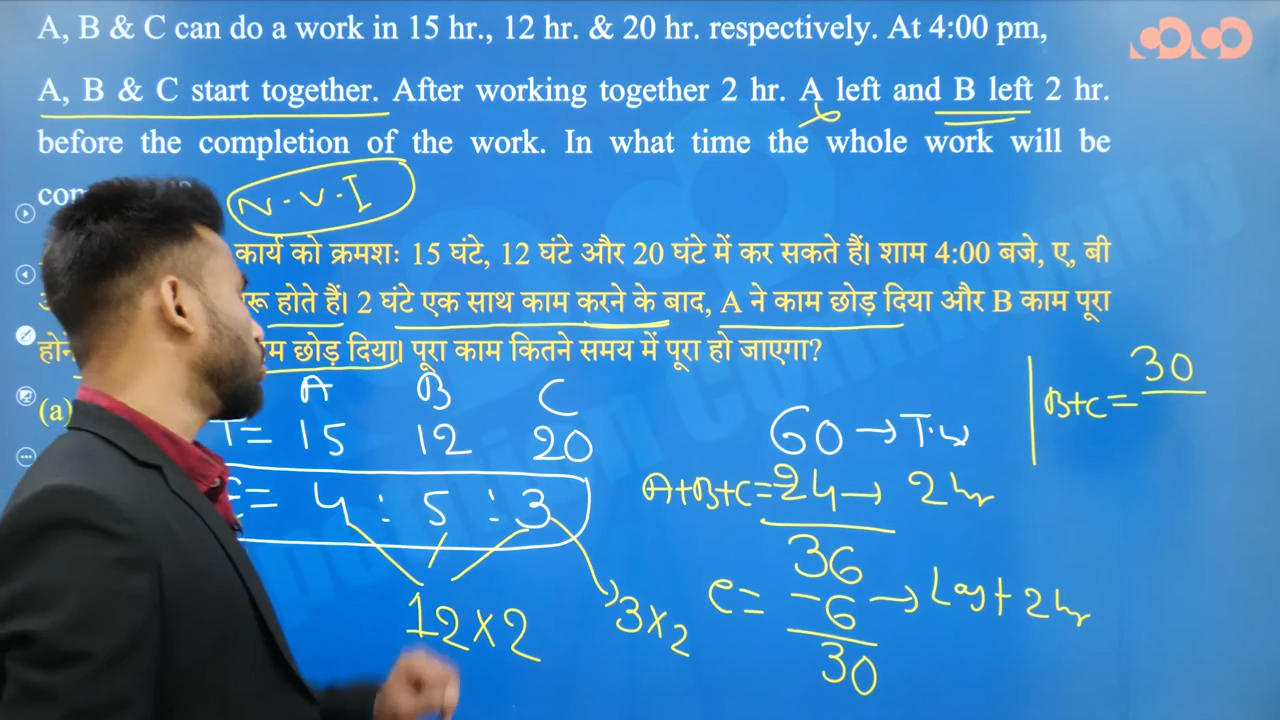 A, B & C can do a work in 15 hr., 12 hr. & 20 hr. respectively. At 4:00 pm,
A, B & C start together. After working together 2 hr. A left and B left 2 hr.
before the completion of the work. In what time the whole work will be
N-V-I
कार्य को क्रमशः 15 घंटे, 12 घंटे और 20 घंटे में कर सकते हैं। शाम 4:00 बजे, ए, बी
होते हैं। 2 घंटे एक साथ काम करने के बाद, A ने काम छोड़ दिया और B काम पूरा
छोड़ दिया। पूरा काम कितने समय में पूरा हो जाएगा?
(a)
A B C
T= 15 12 20
= 4 : 5 : 3
12×2
3×2
60 → T.w
A+B+C= 24 → 2hr
36
C= -6 → Last 2hr
30
B+C = 30